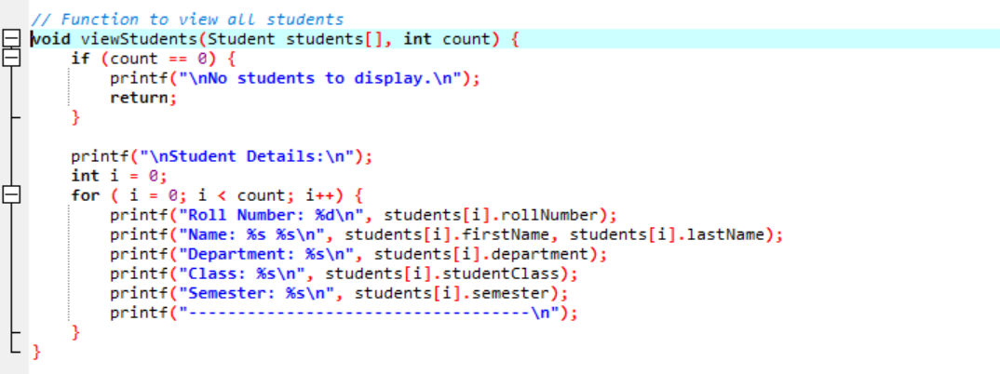 // Function to view all students
void viewStudents(Student students[], int count) {
    if (count == 0) {
        printf("\nNo students to display.\n");
        return;
    }

    printf("\nStudent Details:\n");
    int i = 0;
    for ( i = 0; i < count; i++) {
        printf("Roll Number: %d\n", students[i].rollNumber);
        printf("Name: %s %s\n", students[i].firstName, students[i].lastName);
        printf("Department: %s\n", students[i].department);
        printf("Class: %s\n", students[i].studentClass);
        printf("Semester: %s\n", students[i].semester);
        printf("-----------------------------------\n");
    }
}